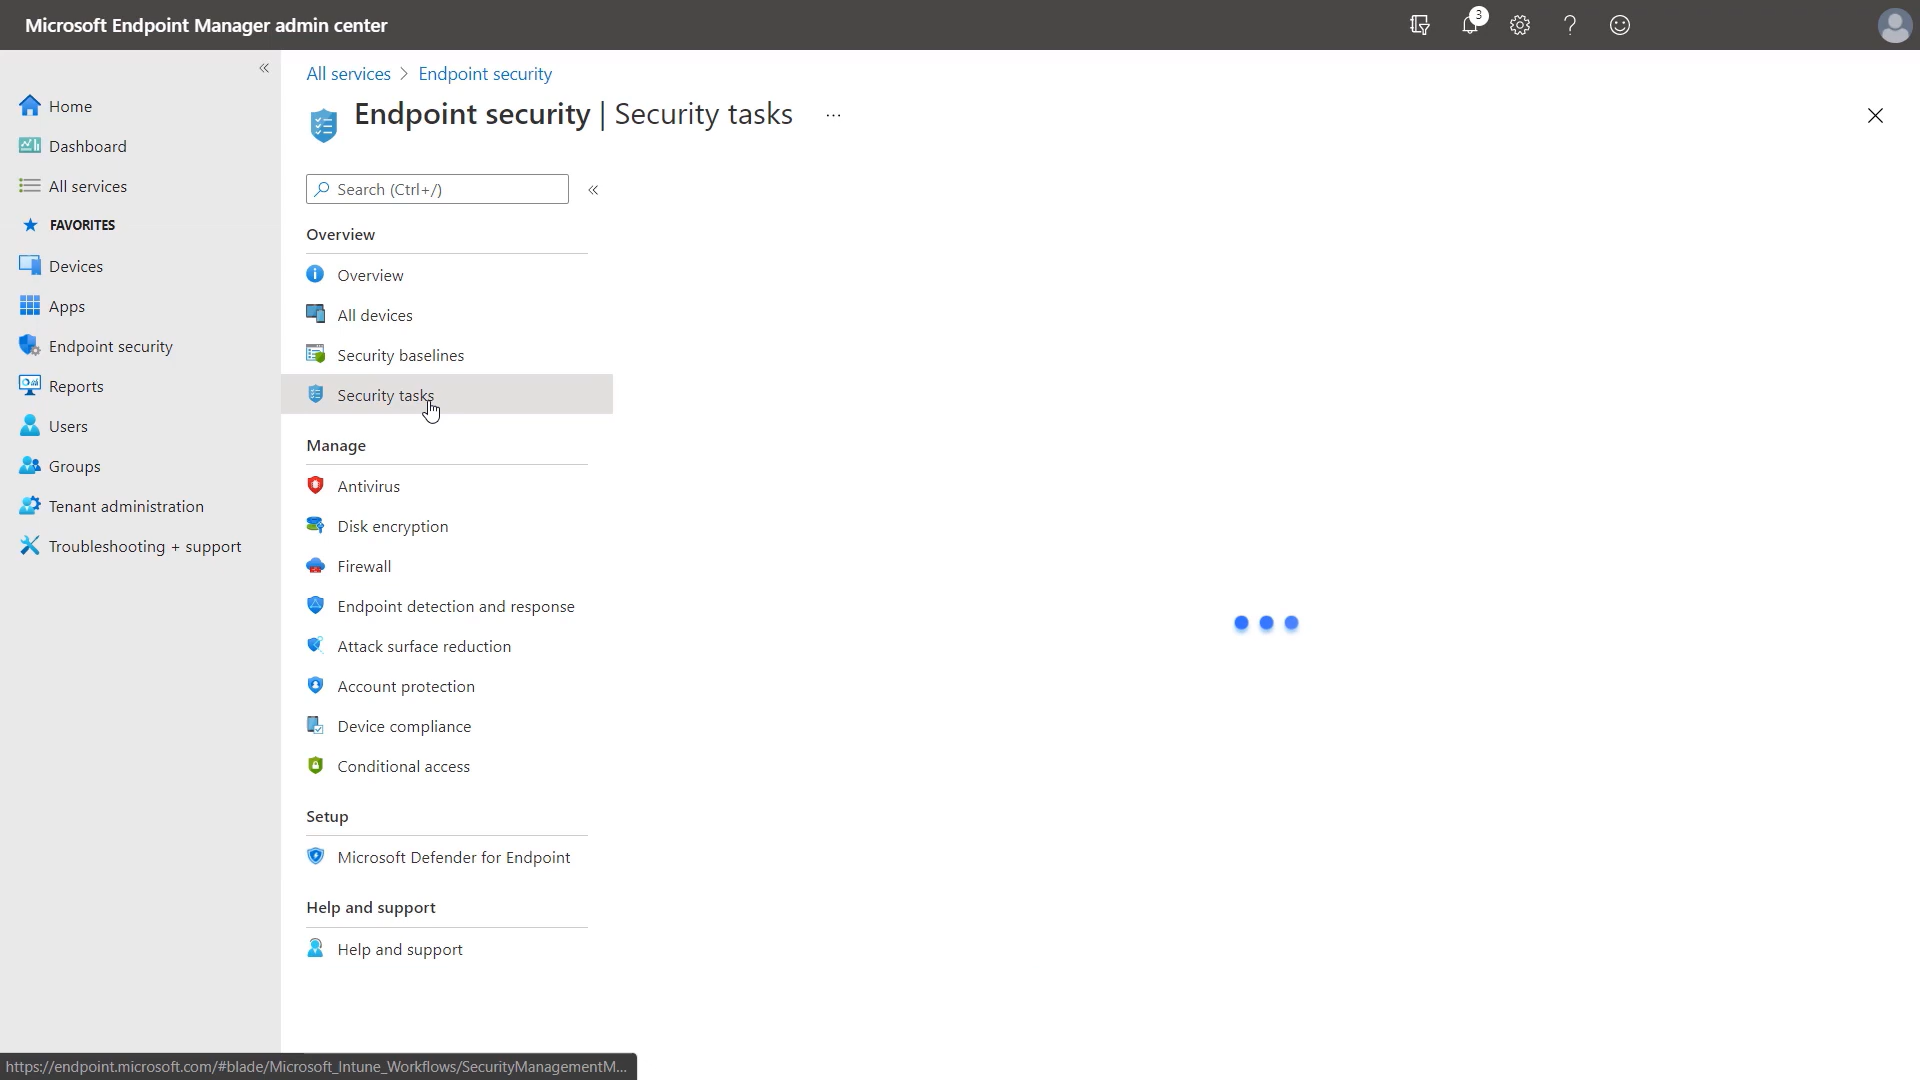 Microsoft Endpoint Manager admin center
3
«
Home
Dashboard
All services
FAVORITES
Devices
Apps
Endpoint security
Reports
Users
Groups
Tenant administration
Troubleshooting + support
All services > Endpoint security
Endpoint security | Security tasks ...
Search (Ctrl+/)
«
Overview
Overview
All devices
Security baselines
Security tasks
Manage
Antivirus
Disk encryption
Firewall
Endpoint detection and response
Attack surface reduction
Account protection
Device compliance
Conditional access
Setup
Microsoft Defender for Endpoint
Help and support
Help and support
https://endpoint.microsoft.com/#blade/Microsoft_Intune_Workflows/SecurityManagementM...